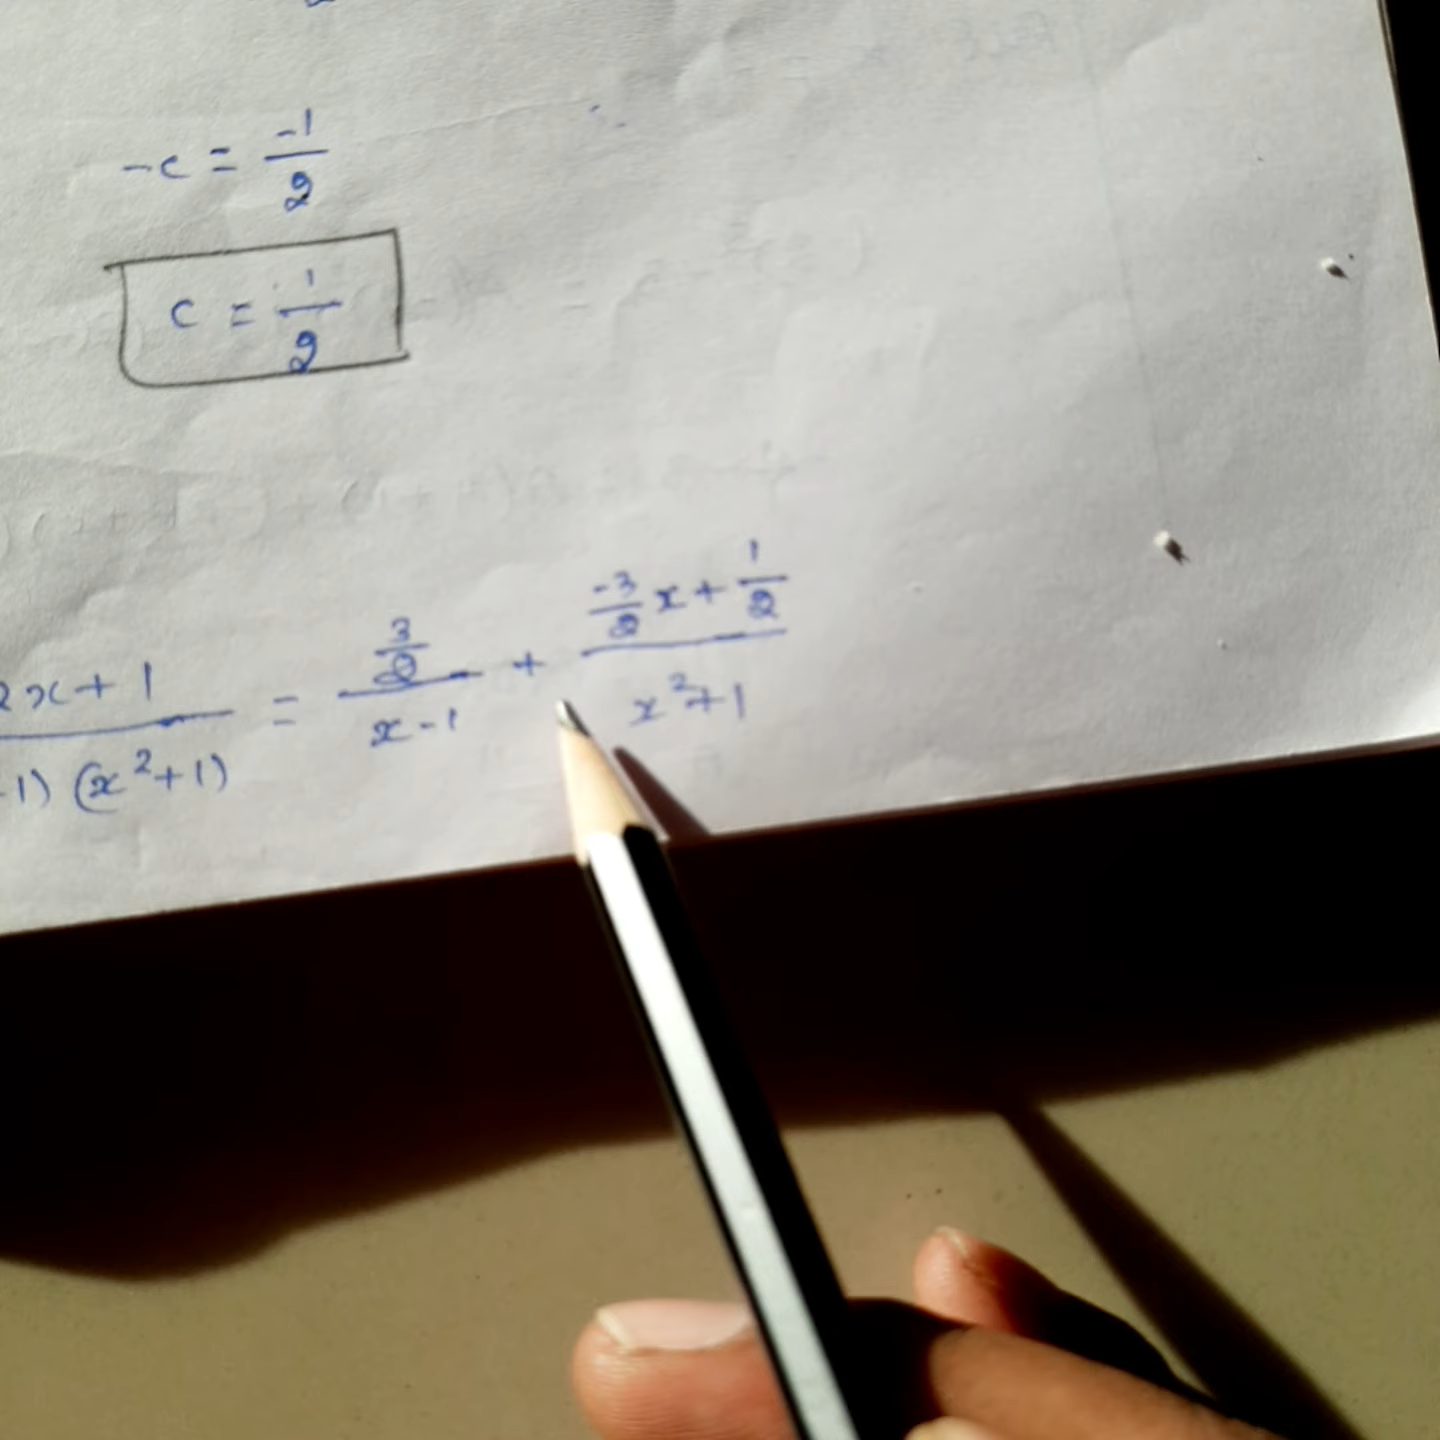 -c = -1/2
c = 1/2
2x+1 / -1) (x²+1) = 3/2 / x-1 + -3/2 x + 1/2 / x²+1